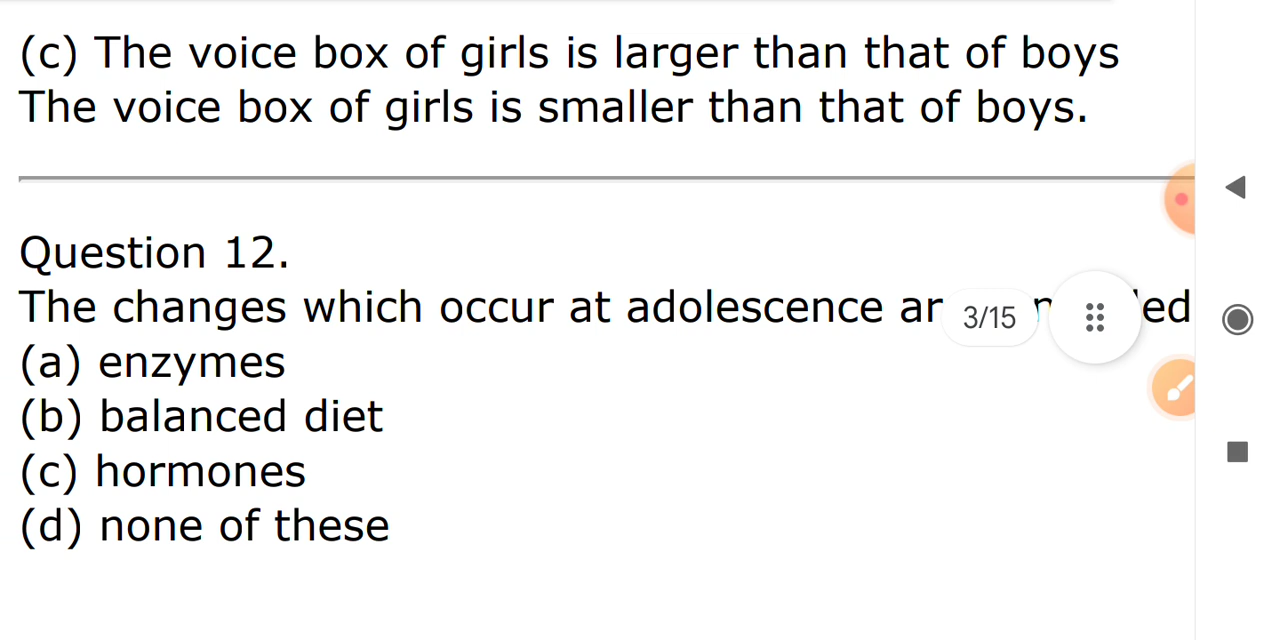 (c) The voice box of girls is larger than that of boys
The voice box of girls is smaller than that of boys.
Question 12.
The changes which occur at adolescence
3/15
(a) enzymes
(b) balanced diet
(c) hormones
(d) none of these